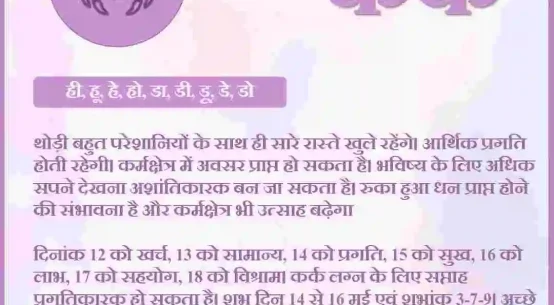 कर्क
ही, हू, हे, हो, डा, डी, डू, डे, डो
थोड़ी बहुत परेशानियों के साथ ही सारे रास्ते खुले रहेंगे। आर्थिक प्रगति
होती रहेगी। कर्मक्षेत्र में अवसर प्राप्त हो सकता है। भविष्य के लिए अधिक
सपने देखना अशांतिकारक बन जा सकता है। रुका हुआ धन प्राप्त होने
की संभावना है और कर्मक्षेत्र भी उत्साह बढ़ेगा
दिनांक 12 को खर्च, 13 को सामान्य, 14 को प्रगति, 15 को सुख, 16 को
लाभ, 17 को सहयोग, 18 को विश्राम। कर्क लग्न के लिए सप्ताह
प्रगतिकारक हो सकता है। शुभ दिन 14 से 16 मई एवं शुभांक 3-7-9। अच्छे